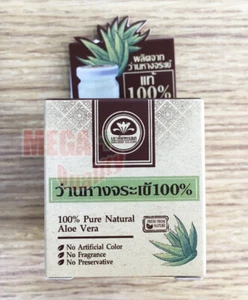 ผลิตจาก
ว่านหางจระเข้
แท้
100%
MEGA
ว่านหางจระเข้100%
100% Pure Natural
Aloe Vera
No Artificial Color
No Fragrance
No Preservative